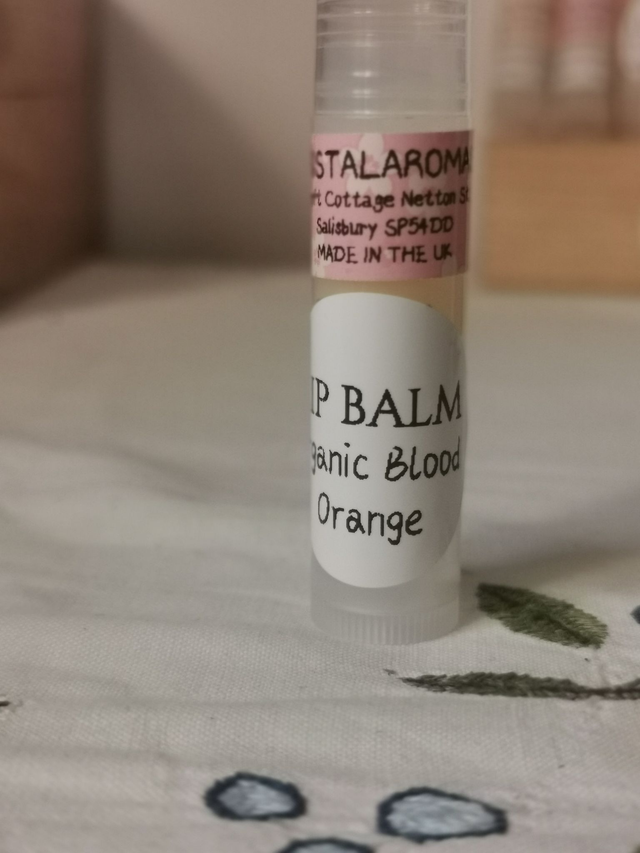 STALAROMA
Cottage Netton
Salisbury SP54DD
MADE IN THE UK
IP BALM
ganic Blood
Orange